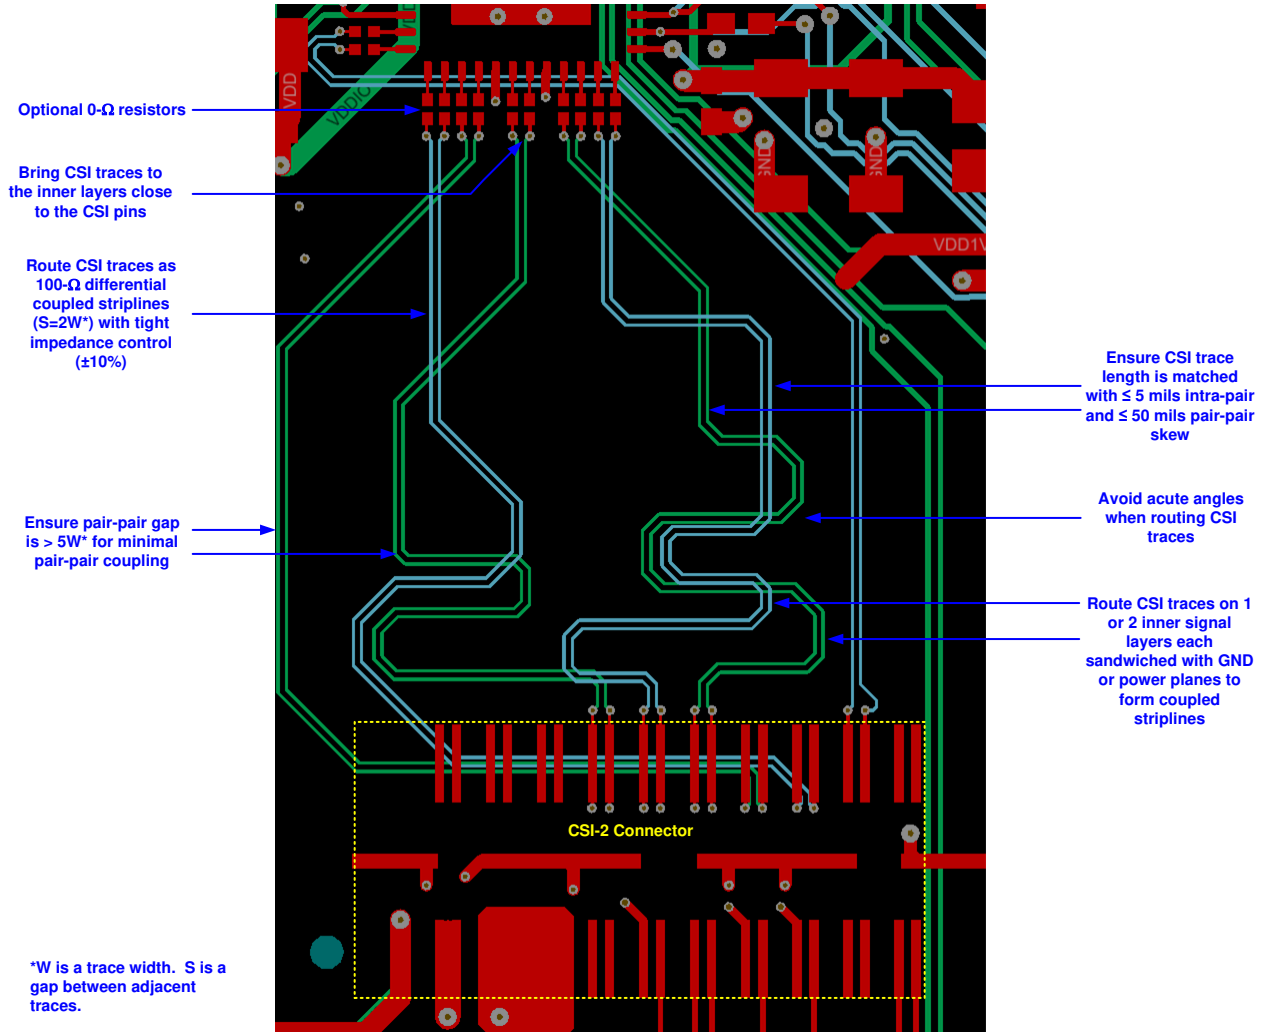 VDD
VDDIO
VDD
GND
GND
VDD1V
Optional 0-Ω resistors
Bring CSI traces to
the inner layers close
to the CSI pins
Route CSI traces as
100-Ω differential
coupled striplines
(S=2W*) with tight
impedance control
(±10%)
Ensure pair-pair gap
is > 5W* for minimal
pair-pair coupling
Ensure CSI trace
length is matched
with ≤ 5 mils intra-pair
and ≤ 50 mils pair-pair
skew
Avoid acute angles
when routing CSI
traces
Route CSI traces on 1
or 2 inner signal
layers each
sandwiched with GND
or power planes to
form coupled
striplines
CSI-2 Connector
*W is a trace width. S is a
gap between adjacent
traces.